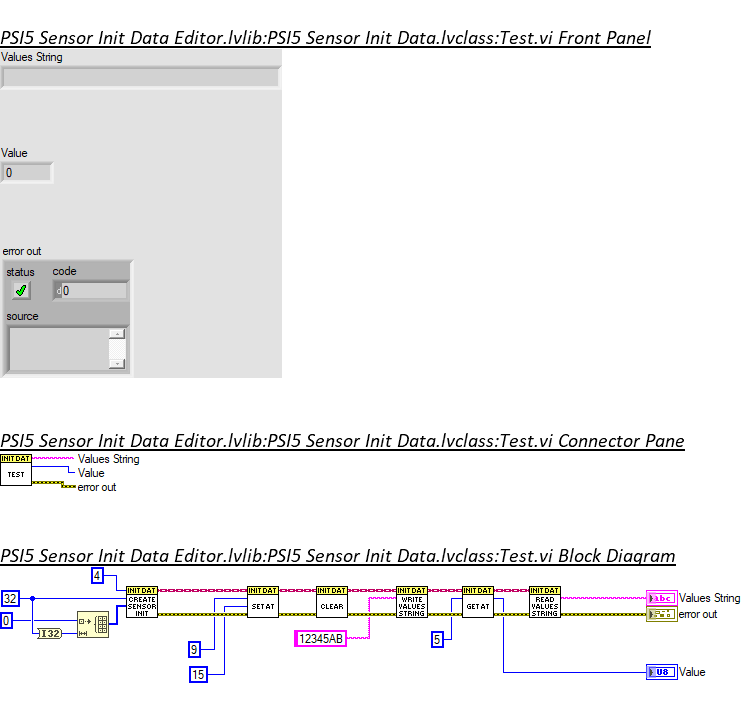 PSI5 Sensor Init Data Editor.lvlib:PSI5 Sensor Init Data.lvclass:Test.vi Front Panel
Values String
Value
0
error out
status code
d0
source
PSI5 Sensor Init Data Editor.lvlib:PSI5 Sensor Init Data.lvclass:Test.vi Connector Pane
INIT DAT
TEST
Values String
Value
error out
PSI5 Sensor Init Data Editor.lvlib:PSI5 Sensor Init Data.lvclass:Test.vi Block Diagram
4
32
0
I32
INIT DAT
CREATE
SENSOR
INIT
INIT DAT
SET AT
INIT DAT
CLEAR
INIT DAT
WRITE
VALUES
STRING
INIT DAT
GET AT
INIT DAT
READ
VALUES
STRING
abc Values String
error out
12345AB
5
9
15
U8 Value